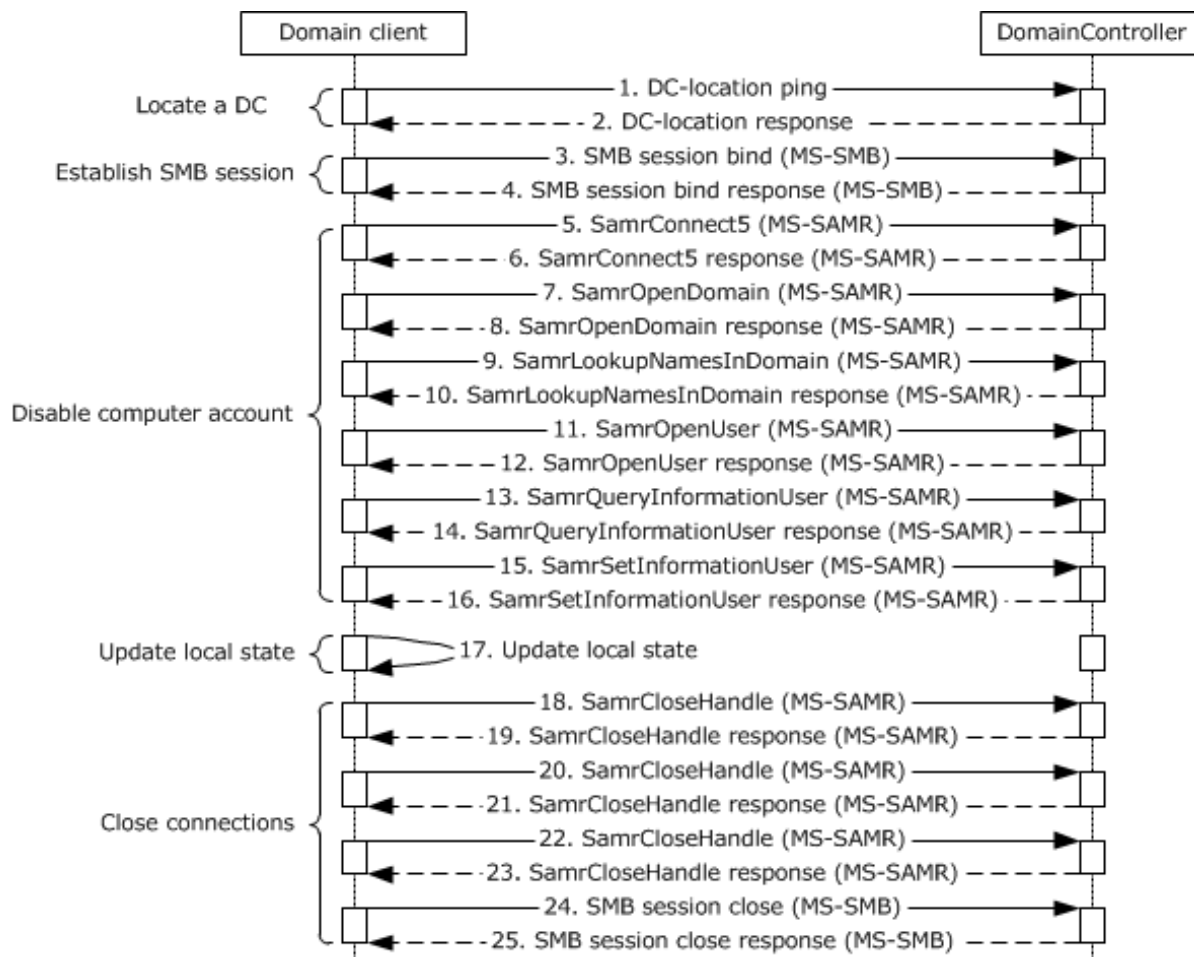 Domain client
DomainController
Locate a DC
1. DC-location ping
2. DC-location response
Establish SMB session
3. SMB session bind (MS-SMB)
4. SMB session bind response (MS-SMB)
Disable computer account
5. SamrConnect5 (MS-SAMR)
6. SamrConnect5 response (MS-SAMR)
7. SamrOpenDomain (MS-SAMR)
8. SamrOpenDomain response (MS-SAMR)
9. SamrLookupNamesInDomain (MS-SAMR)
10. SamrLookupNamesInDomain response (MS-SAMR)
11. SamrOpenUser (MS-SAMR)
12. SamrOpenUser response (MS-SAMR)
13. SamrQueryInformationUser (MS-SAMR)
14. SamrQueryInformationUser response (MS-SAMR)
15. SamrSetInformationUser (MS-SAMR)
16. SamrSetInformationUser response (MS-SAMR)
Update local state
17. Update local state
Close connections
18. SamrCloseHandle (MS-SAMR)
19. SamrCloseHandle response (MS-SAMR)
20. SamrCloseHandle (MS-SAMR)
21. SamrCloseHandle response (MS-SAMR)
22. SamrCloseHandle (MS-SAMR)
23. SamrCloseHandle response (MS-SAMR)
24. SMB session close (MS-SMB)
25. SMB session close response (MS-SMB)